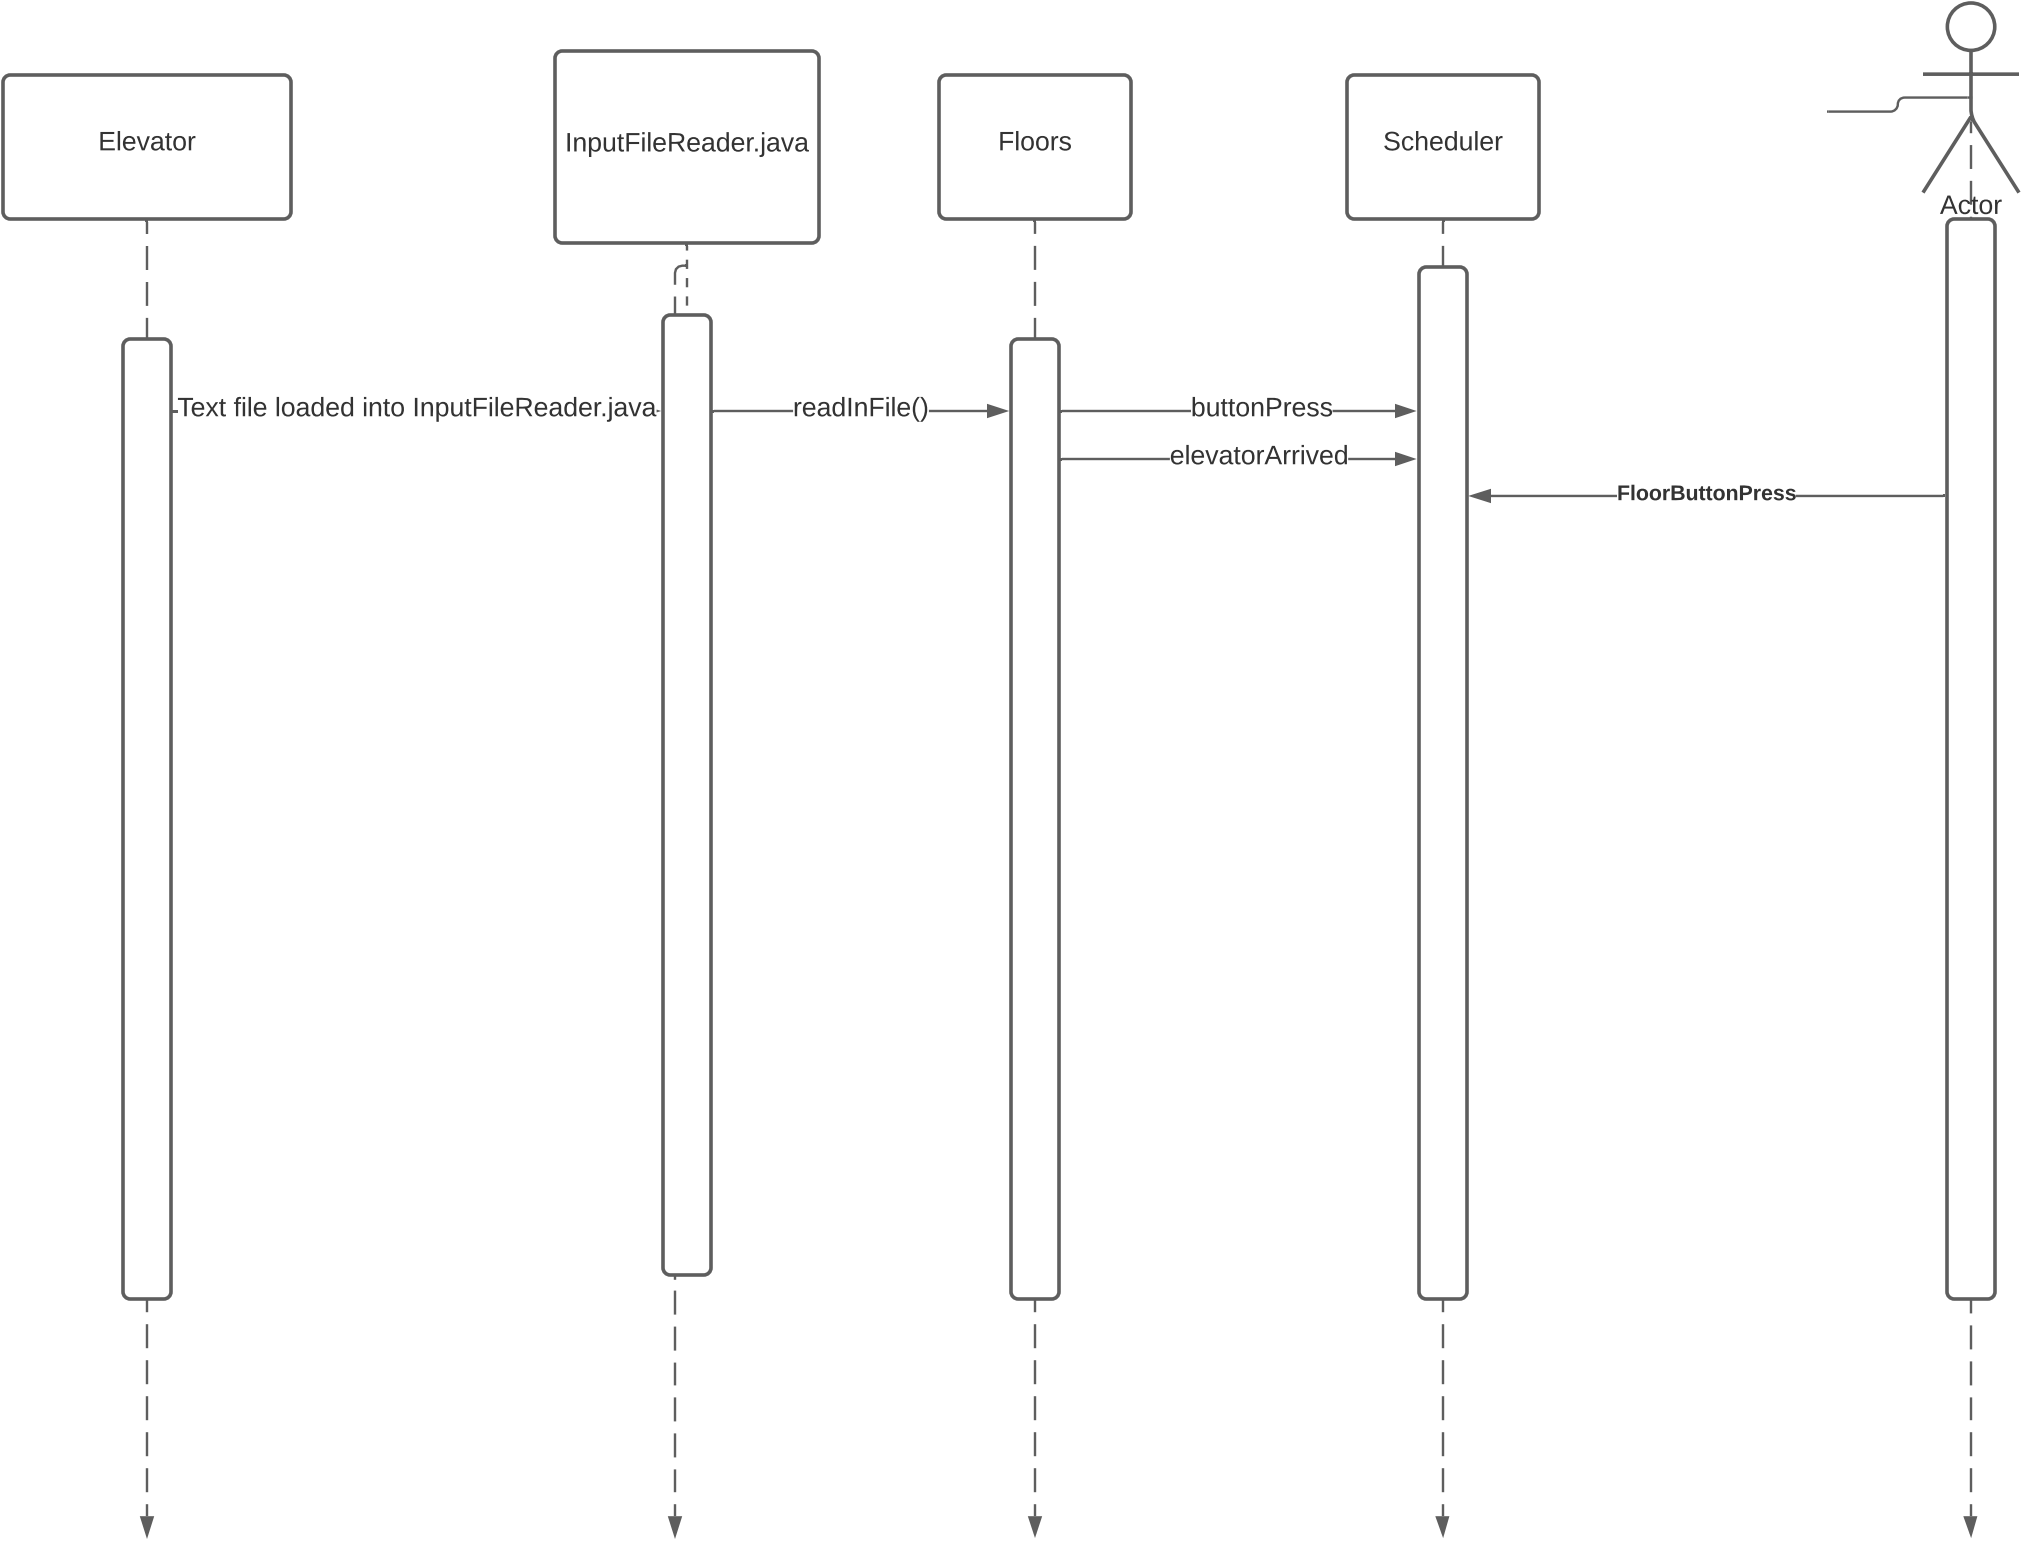 Elevator
InputFileReader.java
Floors
Scheduler
Actor
Text file loaded into InputFileReader.java
readInFile()
buttonPress
elevatorArrived
FloorButtonPress